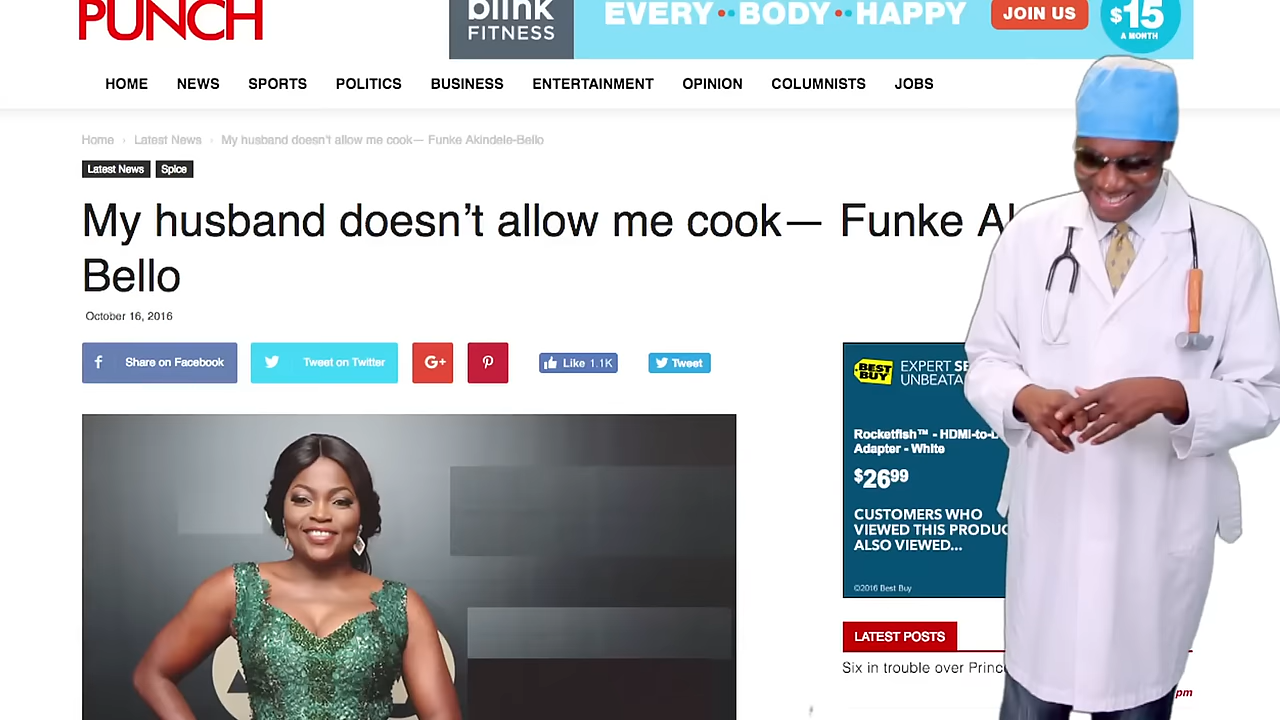 PUNCH
blink
FITNESS
EVERY BODY HAPPY
JOIN US
$15
A MONTH
HOME NEWS SPORTS POLITICS BUSINESS ENTERTAINMENT OPINION COLUMNISTS JOBS
Home › Latest News › My husband doesn't allow me cook— Funke Akindele-Bello
Latest News Spice
My husband doesn't allow me cook— Funke
Bello
October 16, 2016
Share on Facebook
Tweet on Twitter
G+
Like 1.1K
Tweet
BEST
BUY
EXPERT
UNBEATA
Rocketfish™ - HDMI-to-
Adapter - White
$2699
CUSTOMERS WHO
VIEWED THIS PRODUC
ALSO VIEWED...
©2016 Best Buy
LATEST POSTS
Six in trouble over Princ
pm